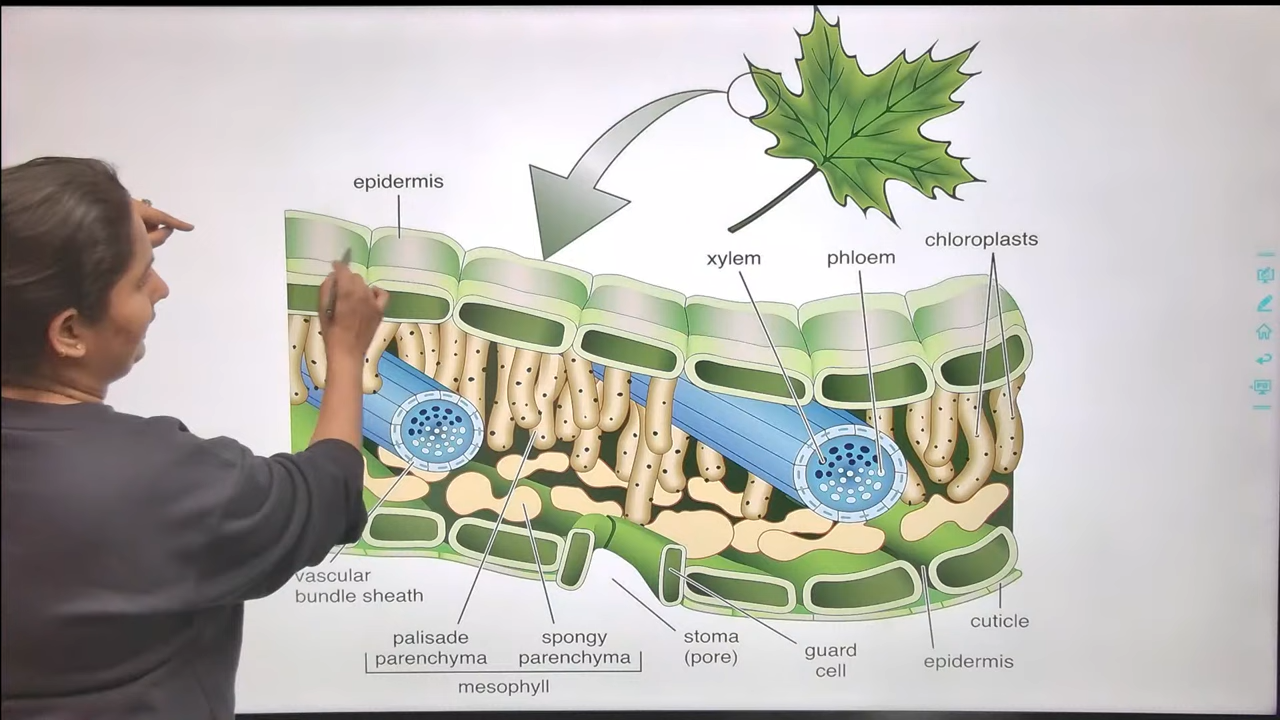 epidermis
xylem
phloem
chloroplasts
vascular
bundle sheath
palisade
parenchyma
spongy
parenchyma
mesophyll
stoma
(pore)
guard
cell
epidermis
cuticle